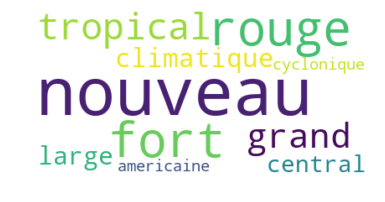 tropical rouge
climatique cyclonique
nouveau
fort grand
large americaine central